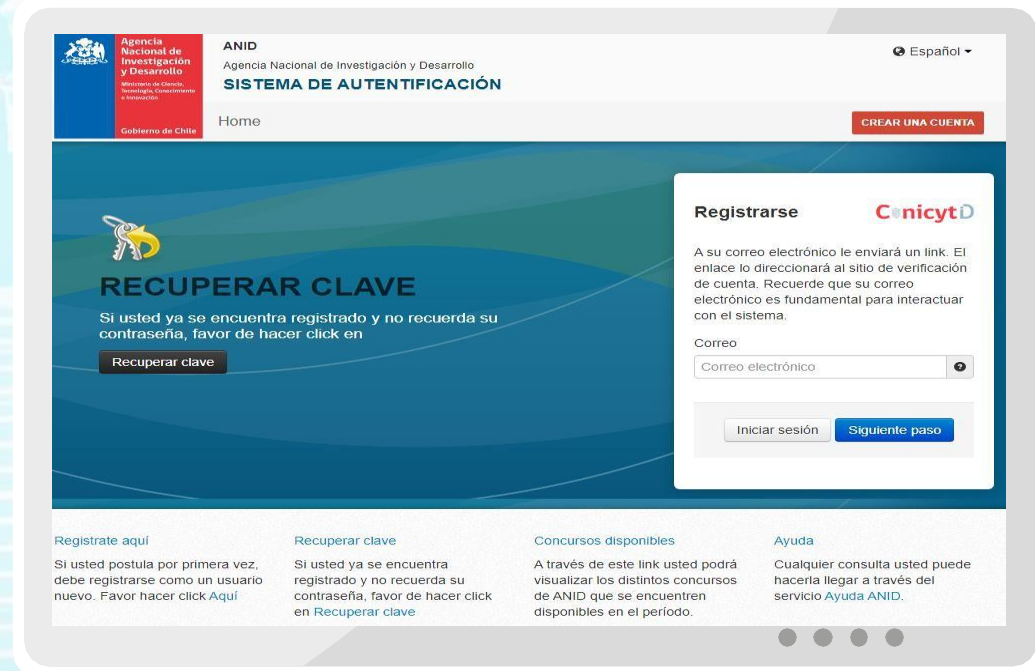 Agencia
Nacional de
Investigación
y Desarrollo
Ministerio de Ciencia,
Tecnología, Conocimiento
e Innovación
Gobierno de Chile
ANID
Agencia Nacional de Investigación y Desarrollo
SISTEMA DE AUTENTIFICACIÓN
Español
Home
CREAR UNA CUENTA
RECUPERAR CLAVE
Si usted ya se encuentra registrado y no recuerda su
contraseña, favor de hacer click en
Recuperar clave
Registrarse
ConicytID
A su correo electrónico le enviará un link. El
enlace lo direccionará al sitio de verificación
de cuenta. Recuerde que su correo
electrónico es fundamental para interactuar
con el sistema.
Correo
Correo electrónico
Iniciar sesión
Siguiente paso
Registrate aquí
Si usted postula por primera vez,
debe registrarse como un usuario
nuevo. Favor hacer click Aquí
Recuperar clave
Si usted ya se encuentra
registrado y no recuerda su
contraseña, favor de hacer click
en Recuperar clave
Concursos disponibles
A través de este link usted podrá
visualizar los distintos concursos
de ANID que se encuentren
disponibles en el período.
Ayuda
Cualquier consulta usted puede
hacerla llegar a través del
servicio Ayuda ANID.